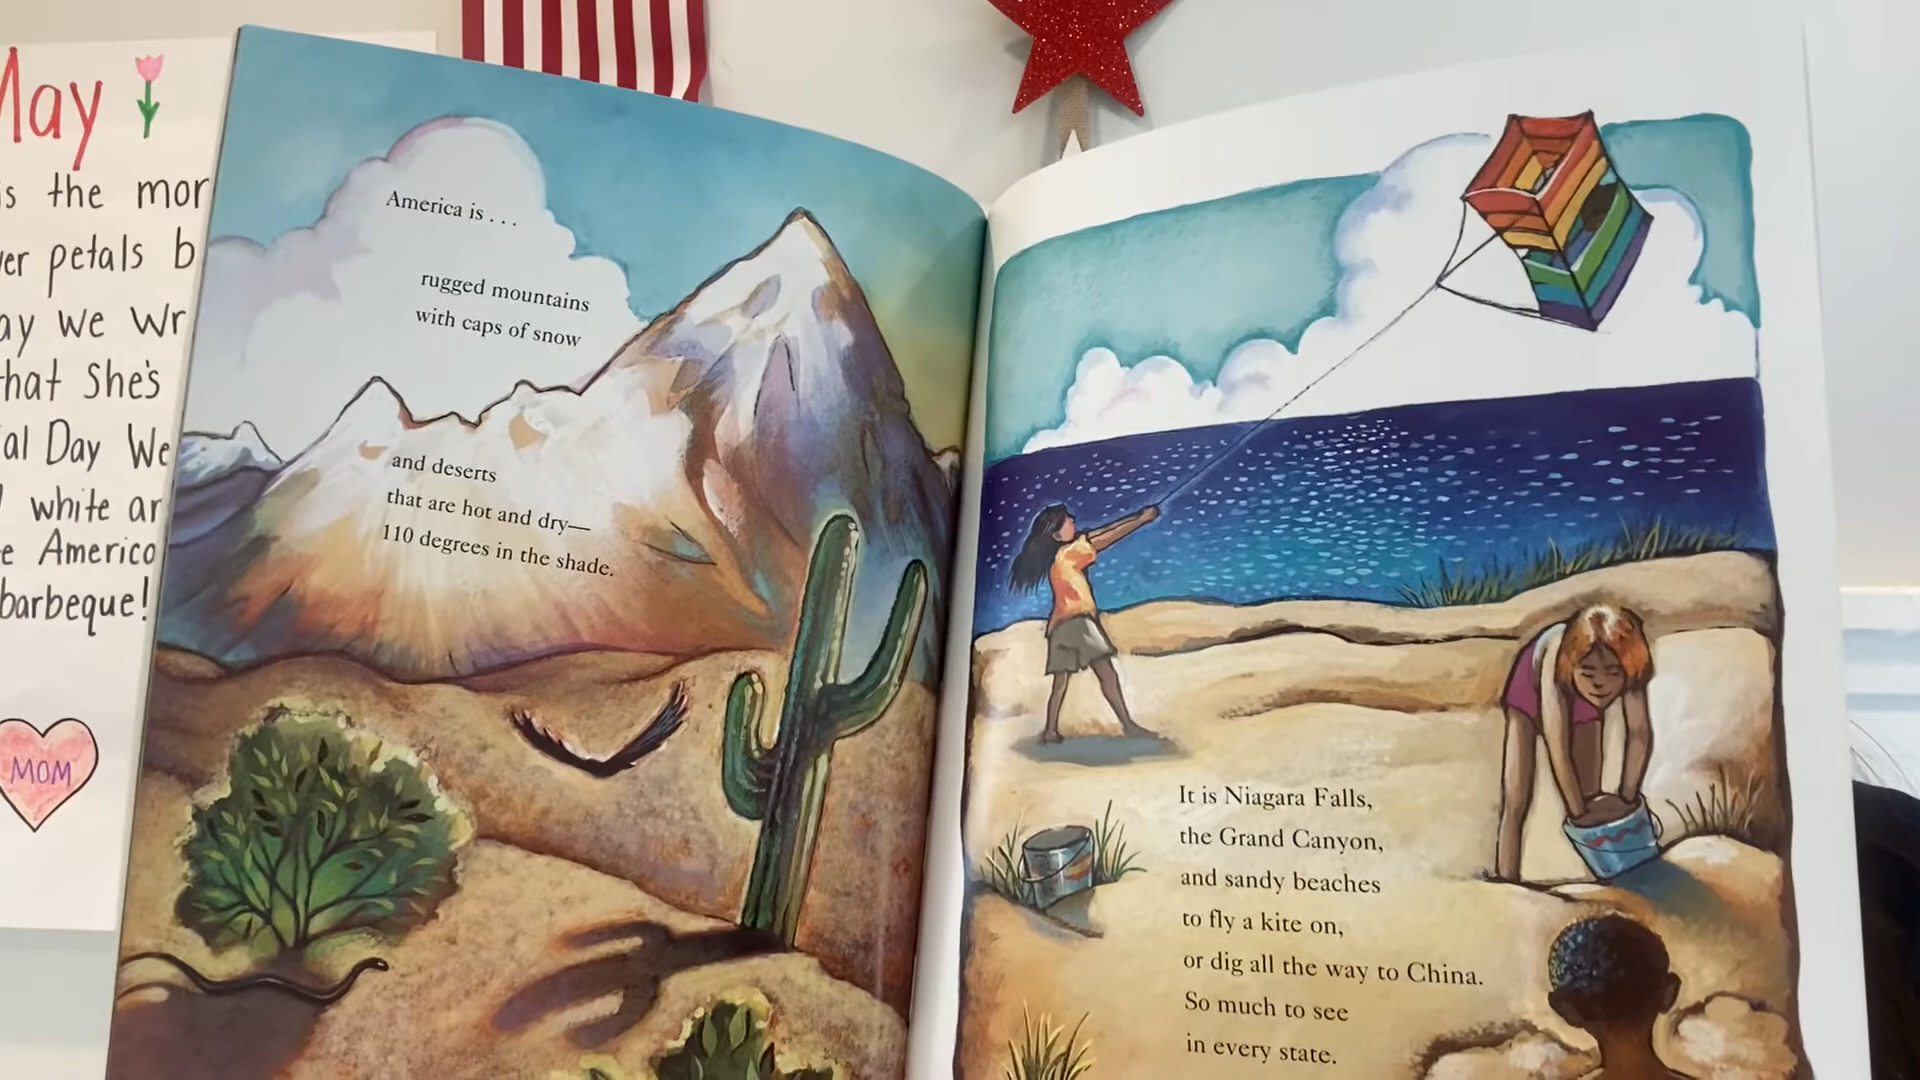 May
is the mor
petals b
ay we wr
that She's
al Day We
white ar
e America
barbeque!
MOM
America is . . .
rugged mountains
with caps of snow
and deserts
that are hot and dry—
110 degrees in the shade.
It is Niagara Falls,
the Grand Canyon,
and sandy beaches
to fly a kite on,
or dig all the way to China.
So much to see
in every state.